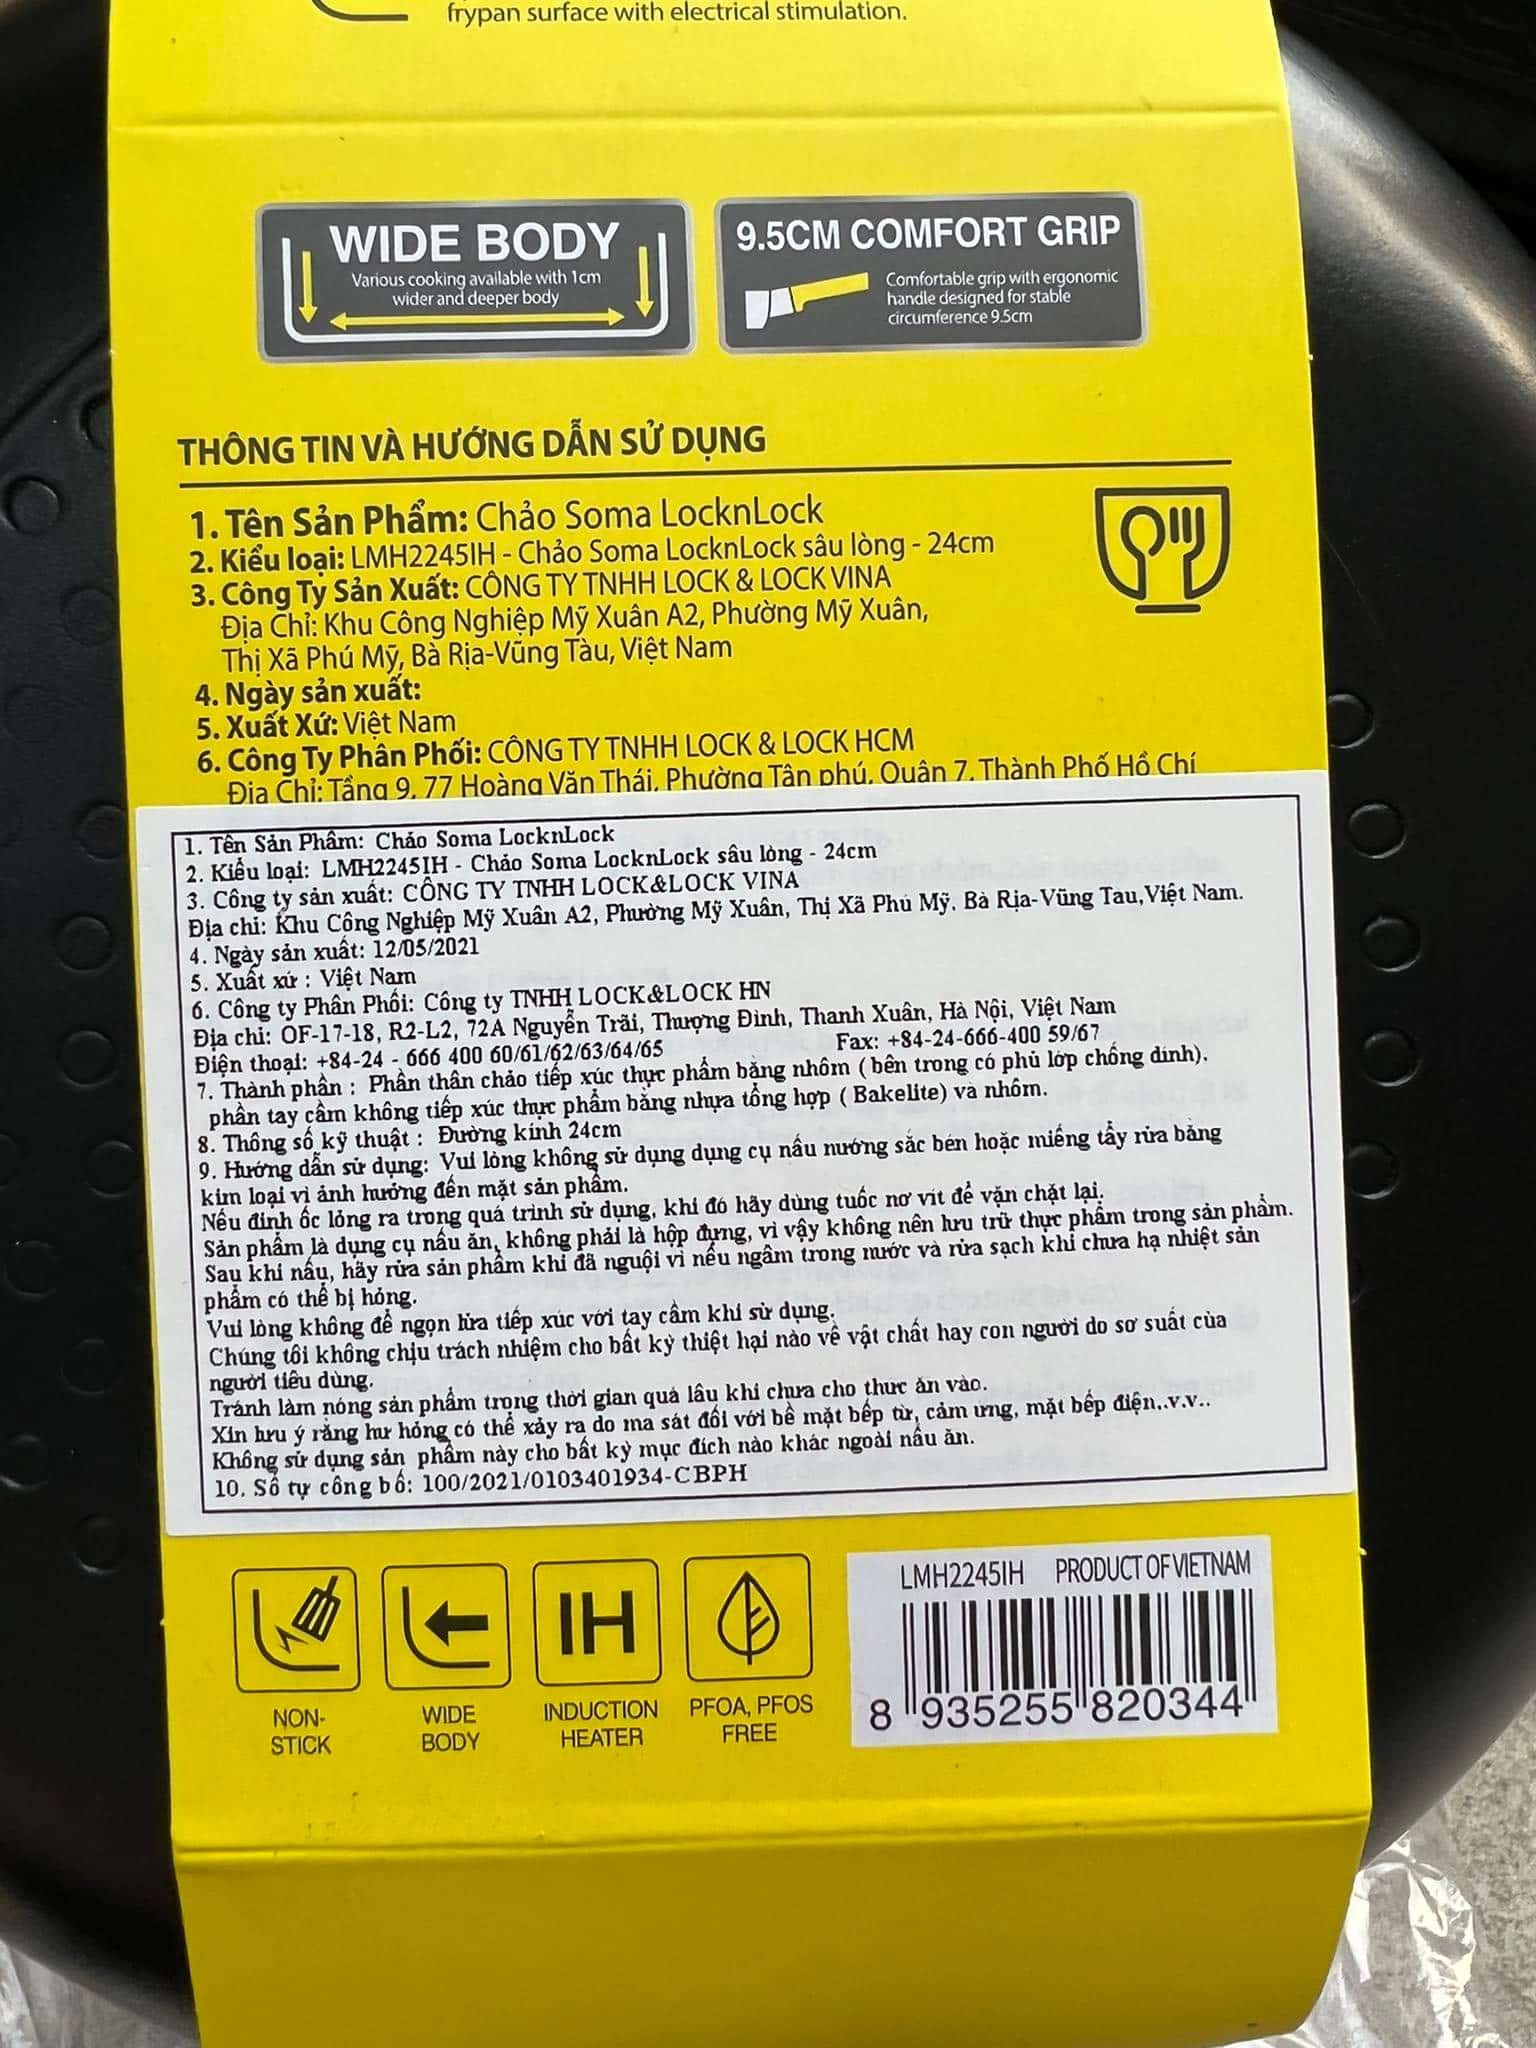 frypan surface with electrical stimulation.
WIDE BODY
Various cooking available with 1cm
wider and deeper body
9.5CM COMFORT GRIP
Comfortable grip with ergonomic
handle designed for stable
circumference 9.5cm
THÔNG TIN VÀ HƯỚNG DẪN SỬ DỤNG
1. Tên Sản Phẩm: Chảo Soma LocknLock
2. Kiểu loại: LMH2245IH - Chảo Soma LocknLock sâu lòng - 24cm
3. Công Ty Sản Xuất: CÔNG TY TNHH LOCK & LOCK VINA
Địa Chỉ: Khu Công Nghiệp Mỹ Xuân A2, Phường Mỹ Xuân,
Thị Xã Phú Mỹ, Bà Rịa-Vũng Tàu, Việt Nam
4. Ngày sản xuất:
5. Xuất Xứ: Việt Nam
6. Công Ty Phân Phối: CÔNG TY TNHH LOCK & LOCK HCM
Địa Chỉ: Tầng 9, 77 Hoàng Văn Thái, Phường Tân phú, Quận 7, Thành Phố Hồ Chí
1. Tên Sản Phẩm: Chảo Soma LocknLock
2. Kiểu loại: LMH2245IH - Chảo Soma LocknLock sâu lòng - 24cm
3. Công ty sản xuất: CÔNG TY TNHH LOCK&LOCK VINA
Địa chỉ: Khu Công Nghiệp Mỹ Xuân A2, Phường Mỹ Xuân, Thị Xã Phú Mỹ. Bà Rịa-Vũng Tau,Việt Nam.
4. Ngày sản xuất: 12/05/2021
5. Xuất xứ : Việt Nam
6. Công ty Phân Phối: Công ty TNHH LOCK&LOCK HN
Địa chỉ: OF-17-18, R2-L2, 72A Nguyễn Trãi, Thượng Đình, Thanh Xuân, Hà Nội, Việt Nam
Điện thoại: +84-24 - 666 400 60/61/62/63/64/65 Fax: +84-24-666-400 59/67
7. Thành phần : Phần thân chảo tiếp xúc thực phẩm bằng nhôm (bên trong có phủ lớp chống dính).
phần tay cầm không tiếp xúc thực phẩm bằng nhựa tổng hợp ( Bakelite) và nhôm.
8. Thông số kỹ thuật : Đường kính 24cm
9. Hướng dẫn sử dụng: Vui lòng không sử dụng dụng cụ nấu nướng sắc bén hoặc miếng tẩy rửa bằng
kim loại vì ảnh hưởng đến mặt sản phẩm.
Nếu đinh ốc lỏng ra trong quá trình sử dụng, khi đó hãy dùng tuốc nơ vít để vặn chặt lại.
Sản phẩm là dụng cụ nấu ăn, không phải là hộp đựng, vì vậy không nên lưu trữ thực phẩm trong sản phẩm.
Sau khi nấu, hãy rửa sản phẩm khi đã nguội vì nếu ngâm trong nước và rửa sạch khi chưa hạ nhiệt sản
phẩm có thể bị hỏng.
Vui lòng không để ngọn lửa tiếp xúc với tay cầm khi sử dụng.
Chúng tôi không chịu trách nhiệm cho bất kỳ thiệt hại nào về vật chất hay con người do sơ suất của
người tiêu dùng.
Tránh làm nóng sản phẩm trong thời gian quá lâu khi chưa cho thức ăn vào.
Xin lưu ý rằng hư hỏng có thể xảy ra do ma sát đối với bề mặt bếp từ, cảm ứng, mặt bếp điện..v.v..
Không sử dụng sản phẩm này cho bất kỳ mục đích nào khác ngoài nấu ăn.
10. Số tự công bố: 100/2021/0103401934-CBPH
LMH2245IH PRODUCT OF VIETNAM
IH
NON-
STICK
WIDE
BODY
INDUCTION
HEATER
PFOA, PFOS
FREE
8 935255 820344